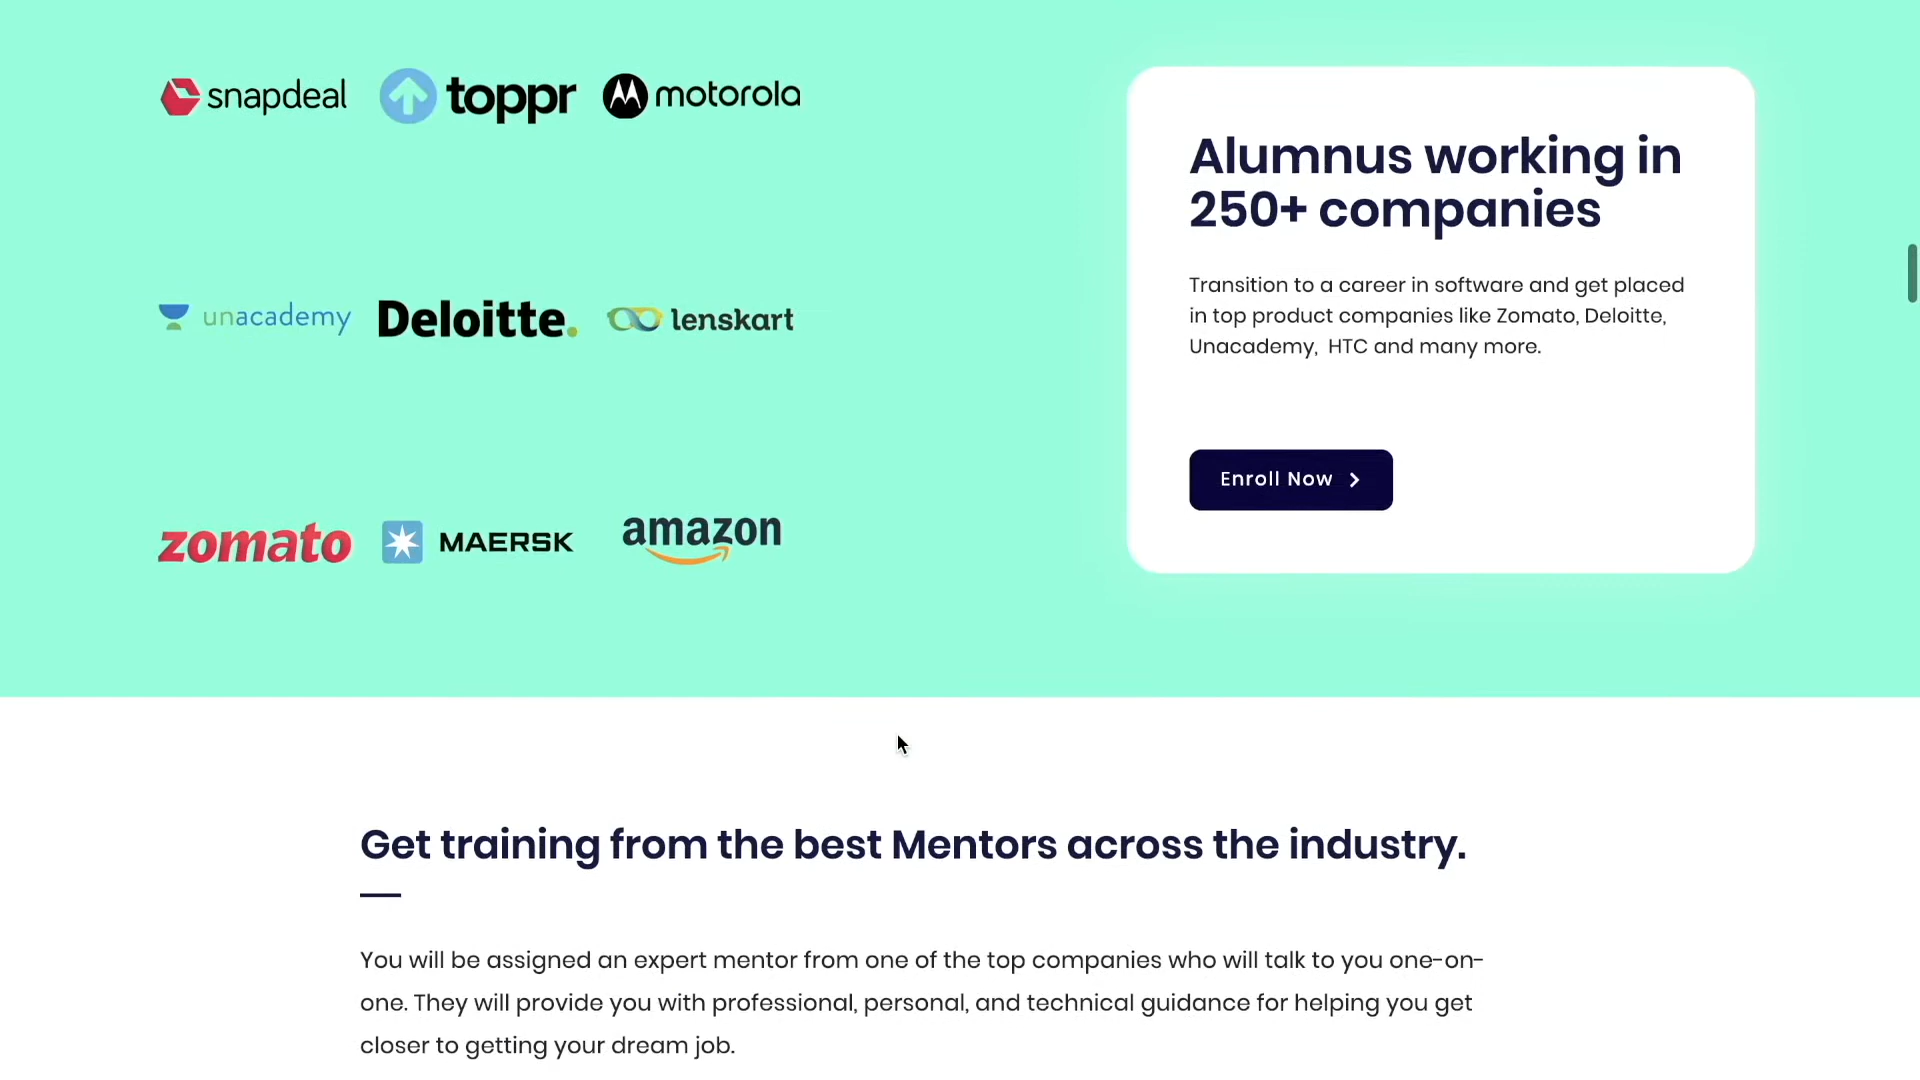 snapdeal toppr motorola
unacademy Deloitte. lenskart
zomato MAERSK amazon
Alumnus working in
250+ companies
Transition to a career in software and get placed
in top product companies like Zomato, Deloitte,
Unacademy, HTC and many more.
Enroll Now
Get training from the best Mentors across the industry.
You will be assigned an expert mentor from one of the top companies who will talk to you one-on-
one. They will provide you with professional, personal, and technical guidance for helping you get
closer to getting your dream job.